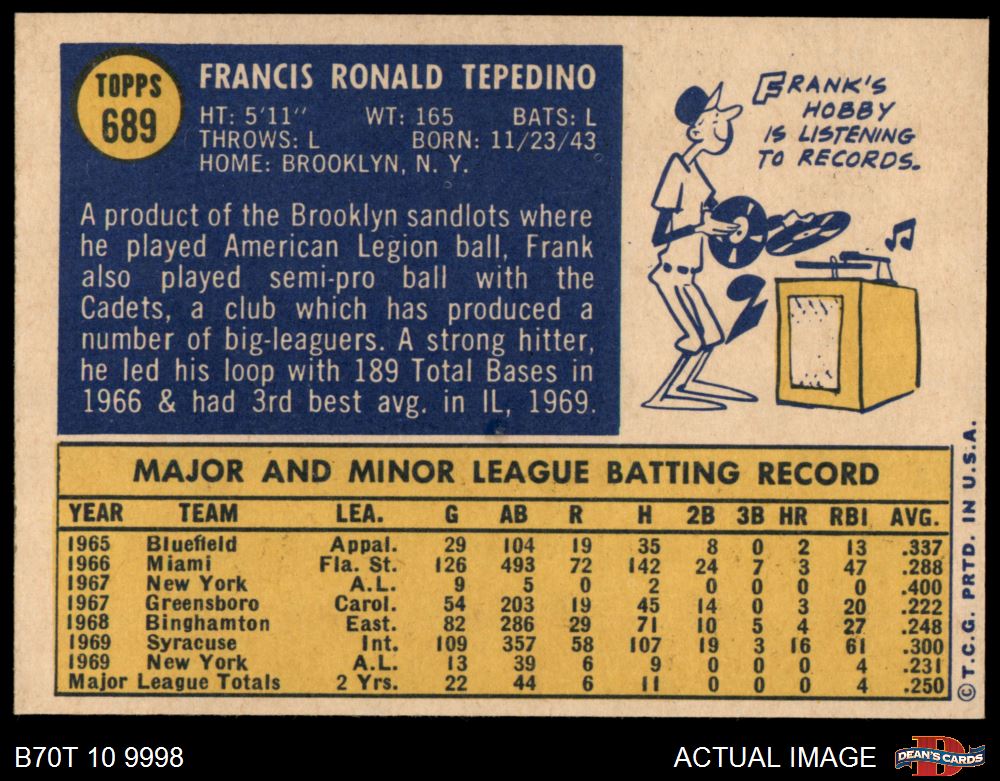 TOPPS
689
FRANCIS RONALD TEPEDINO
HT: 5'11" WT: 165 BATS: L
THROWS: L BORN: 11/23/43
HOME: BROOKLYN, N. Y.
A product of the Brooklyn sandlots where
he played American Legion ball, Frank
also played semi-pro ball with the
Cadets, a club which has produced a
number of big-leaguers. A strong hitter,
he led his loop with 189 Total Bases in
1966 & had 3rd best avg. in IL, 1969.
FRANK'S
HOBBY
IS LISTENING
TO RECORDS.
MAJOR AND MINOR LEAGUE BATTING RECORD
YEAR TEAM LEA. G AB R H 2B 3B HR RBI AVG.
1965 Bluefield Appal. 29 104 19 35 8 0 2 13 .337
1966 Miami Fla. St. 126 493 72 142 24 7 3 47 .288
1967 New York A.L. 9 5 0 2 0 0 0 0 .400
1967 Greensboro Carol. 54 203 19 45 14 0 3 20 .222
1968 Binghamton East. 82 286 29 71 10 5 4 27 .248
1969 Syracuse Int. 109 357 58 107 19 3 16 61 .300
1969 New York A.L. 13 39 6 9 0 0 0 4 .231
Major League Totals 2 Yrs. 22 44 6 11 0 0 0 4 .250
© T.C.G. PRTD. IN U.S.A.
B70T 10 9998
ACTUAL IMAGE
D
DEAN'S CARDS